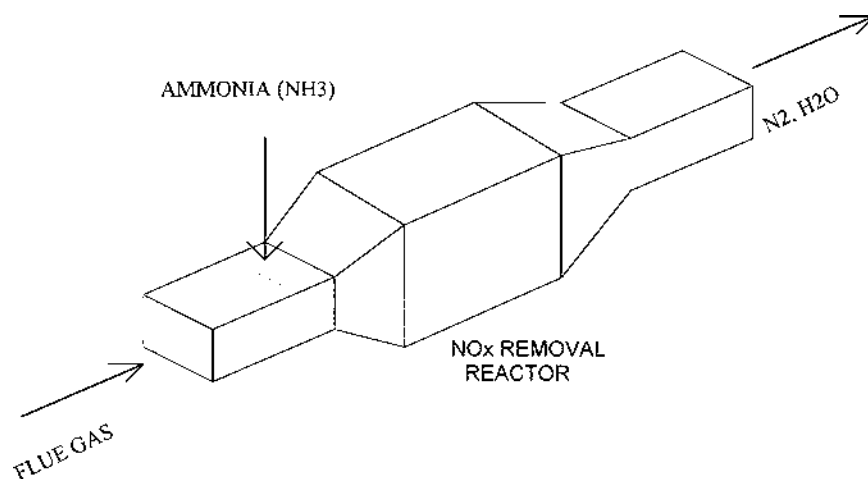 AMMONIA (NH3)
N2, H2O
NOx REMOVAL
REACTOR
FLUE GAS